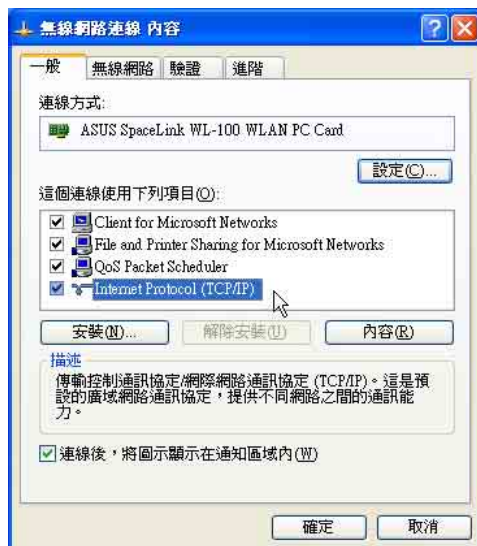 無線網路連線 內容
一般 無線網路 驗證 進階
連線方式:
ASUS SpaceLink WL-100 WLAN PC Card
設定(C)...
這個連線使用下列項目(O):
Client for Microsoft Networks
File and Printer Sharing for Microsoft Networks
QoS Packet Scheduler
Internet Protocol (TCP/IP)
安裝(N)... 解除安裝(U) 內容(R)
描述
傳輸控制通訊協定/網際網路通訊協定 (TCP/IP)。這是預
設的廣域網路通訊協定，提供不同網路之間的通訊能
力。
連線後，將圖示顯示在通知區域內(W)
確定 取消